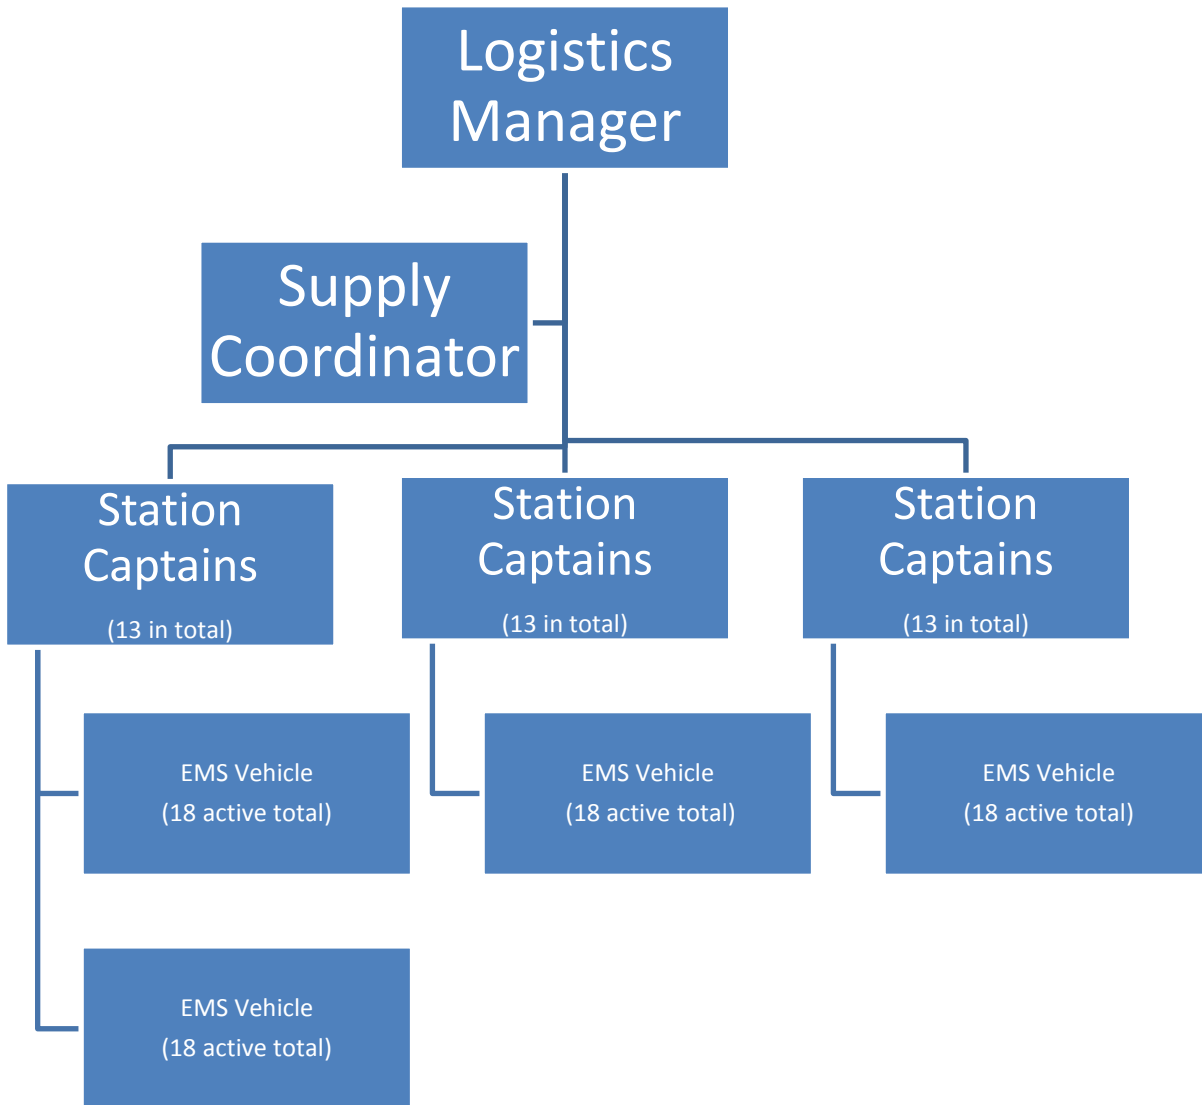 Logistics
Manager
Supply
Coordinator
Station
Captains
(13 in total)
Station
Captains
(13 in total)
Station
Captains
(13 in total)
EMS Vehicle
(18 active total)
EMS Vehicle
(18 active total)
EMS Vehicle
(18 active total)
EMS Vehicle
(18 active total)